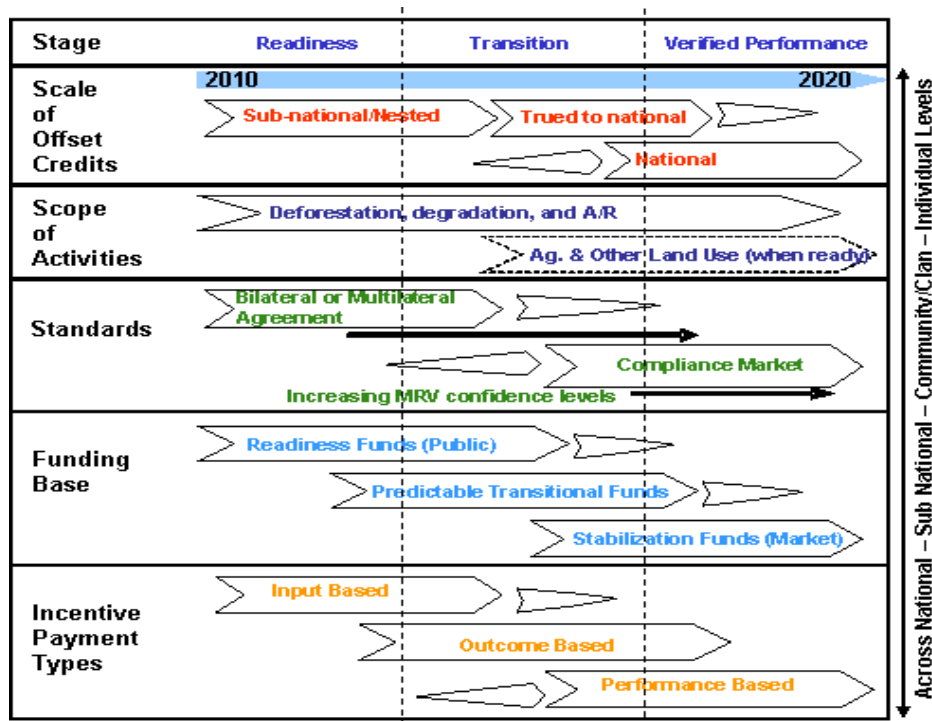 Stage
Readiness
Transition
Verified Performance
2010
2020
Scale
of
Offset
Credits
Sub-national/Nested
Trued to national
National
Scope
of
Activities
Deforestation, degradation, and A/R
Ag. & Other Land Use (when ready)
Standards
Bilateral or Multilateral
Agreement
Compliance Market
Increasing MRV confidence levels
Funding
Base
Readiness Funds (Public)
Predictable Transitional Funds
Stabilization Funds (Market)
Incentive
Payment
Types
Input Based
Outcome Based
Performance Based
Across National – Sub National – Community/Clan – Individual Levels